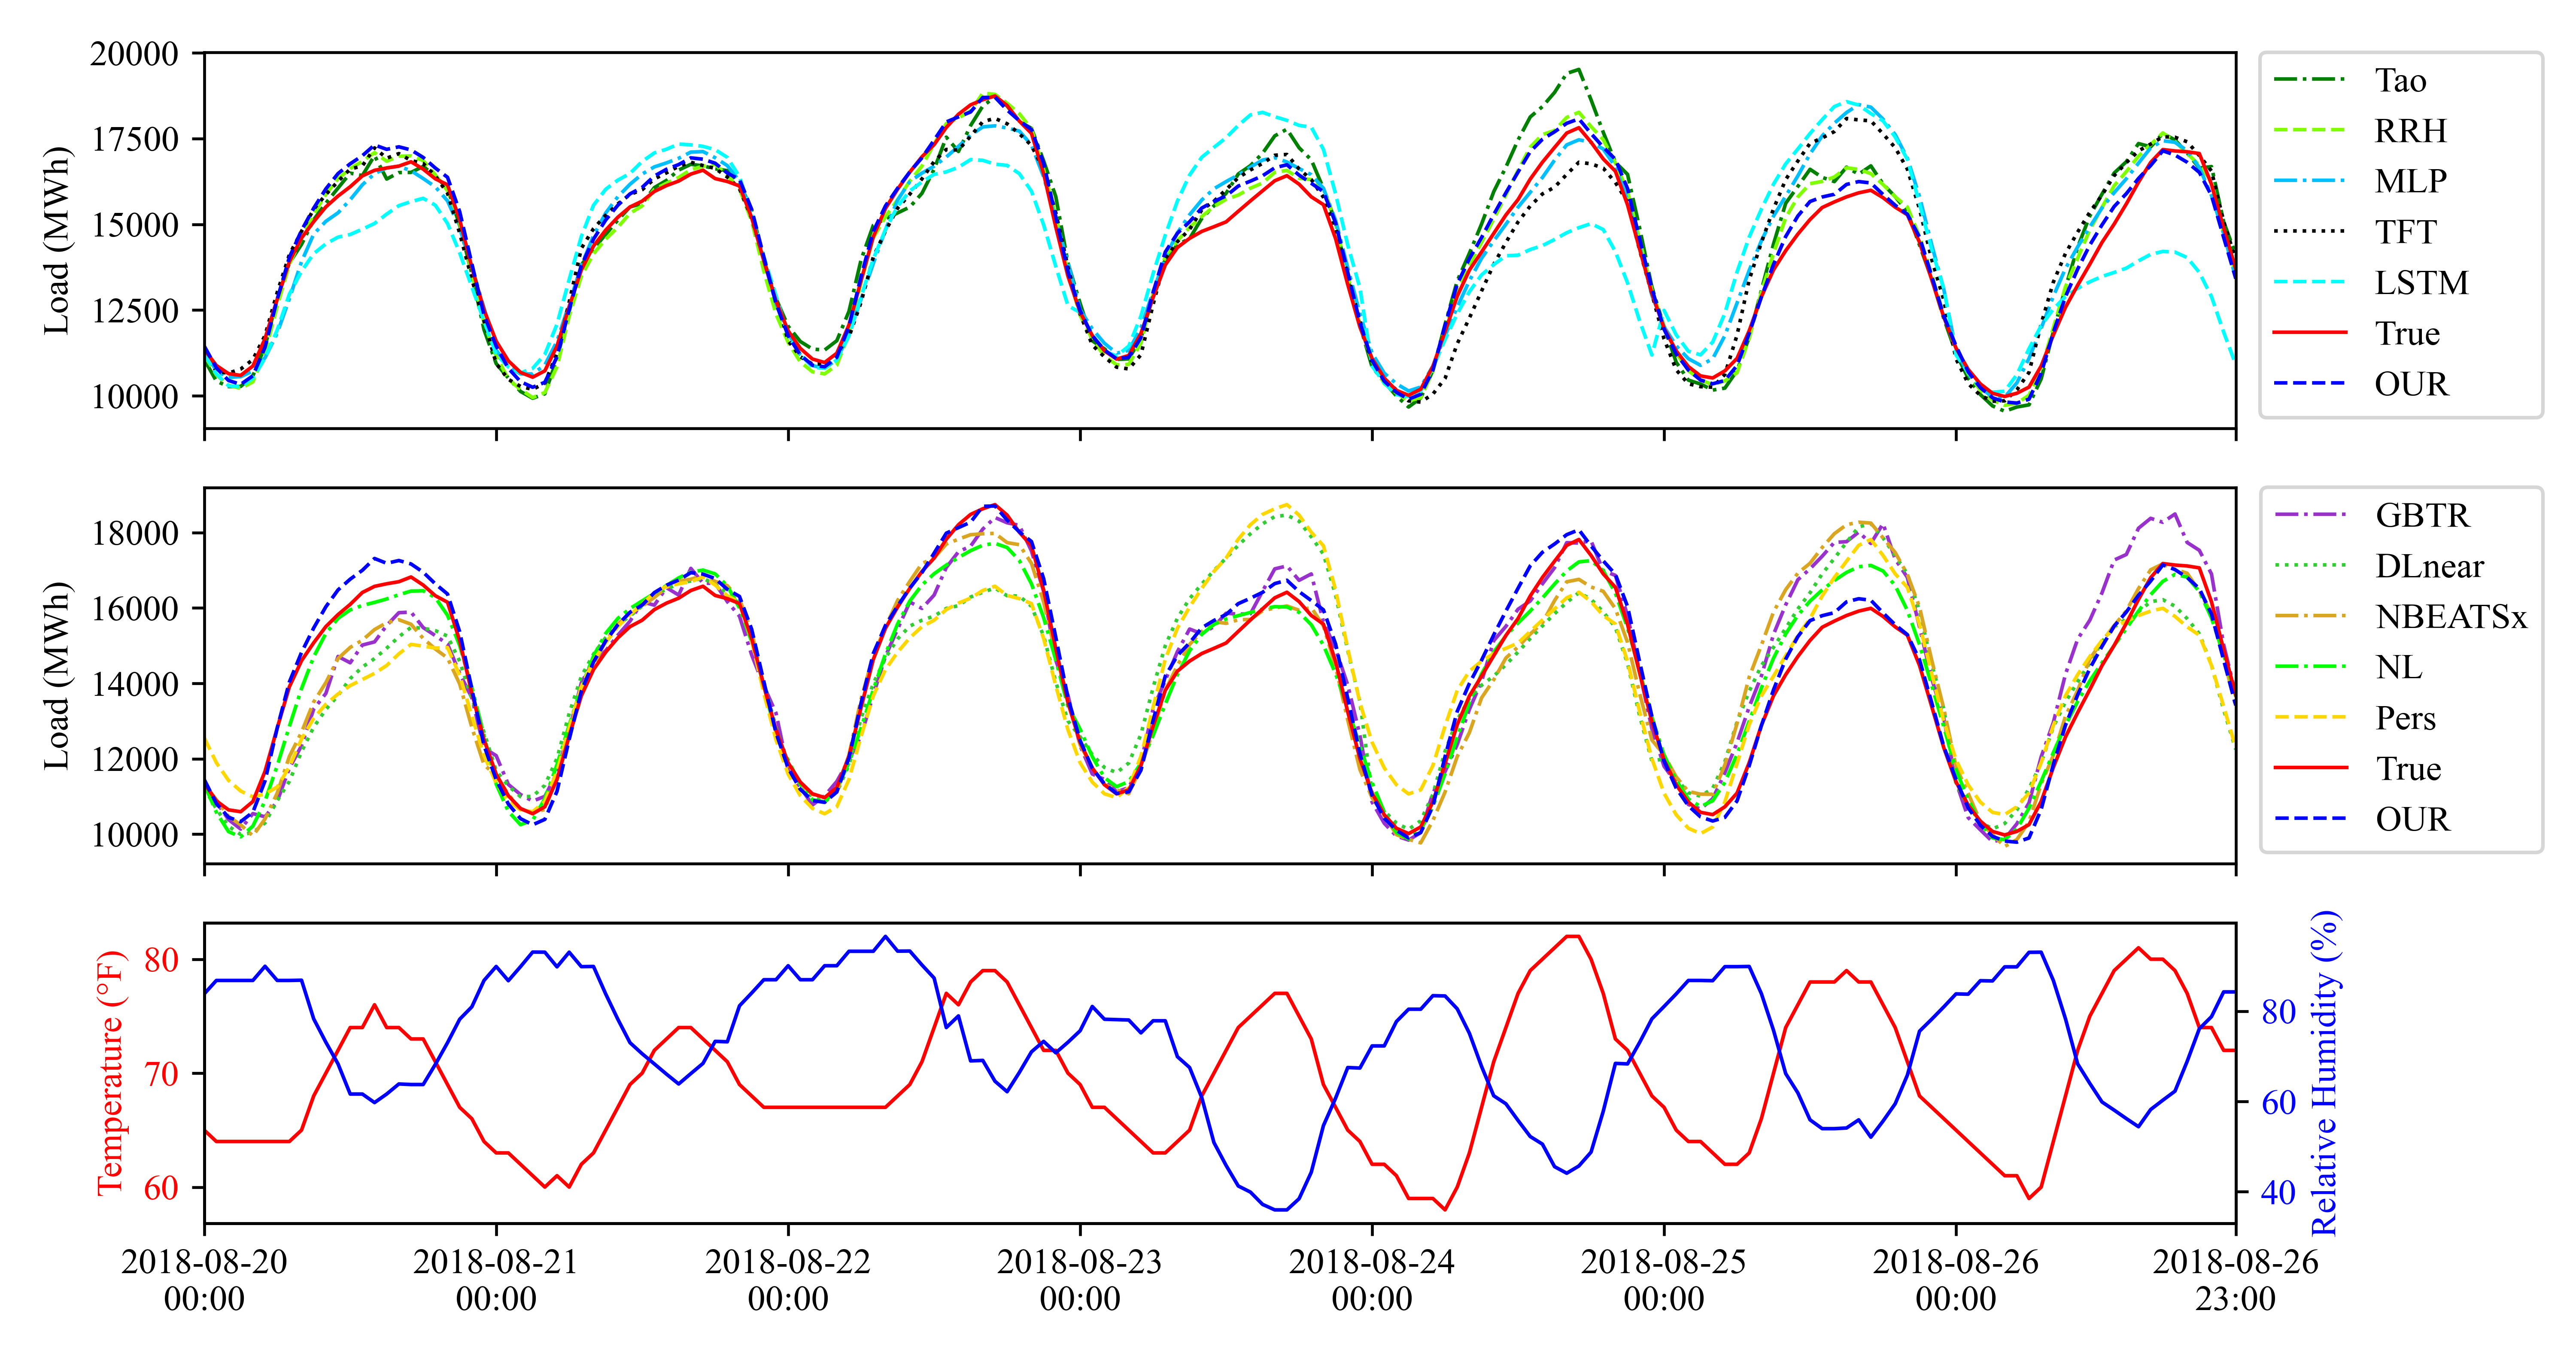 20000
17500
15000
12500
10000
Load (MWh)
Tao
RRH
MLP
TFT
LSTM
True
OUR
18000
16000
14000
12000
10000
Load (MWh)
GBTR
DLnear
NBEATSx
NL
Pers
True
OUR
80
70
60
Temperature (°F)
80
60
40
Relative Humidity (%)
2018-08-20 2018-08-21 2018-08-22 2018-08-23 2018-08-24 2018-08-25 2018-08-26 2018-08-26
00:00 00:00 00:00 00:00 00:00 00:00 00:00 23:00